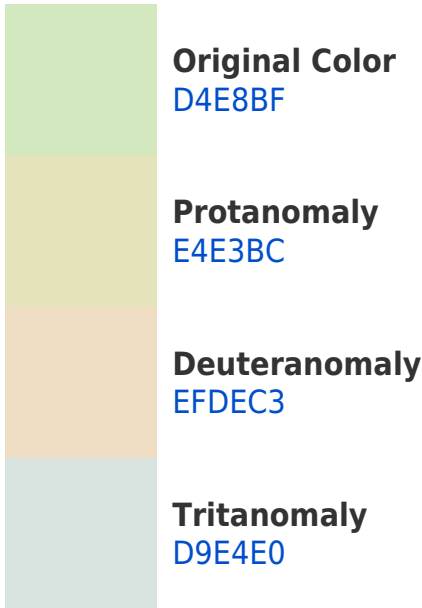 Original Color
D4E8BF
Protanomaly
E4E3BC
Deuteranomaly
EFDEC3
Tritanomaly
D9E4E0